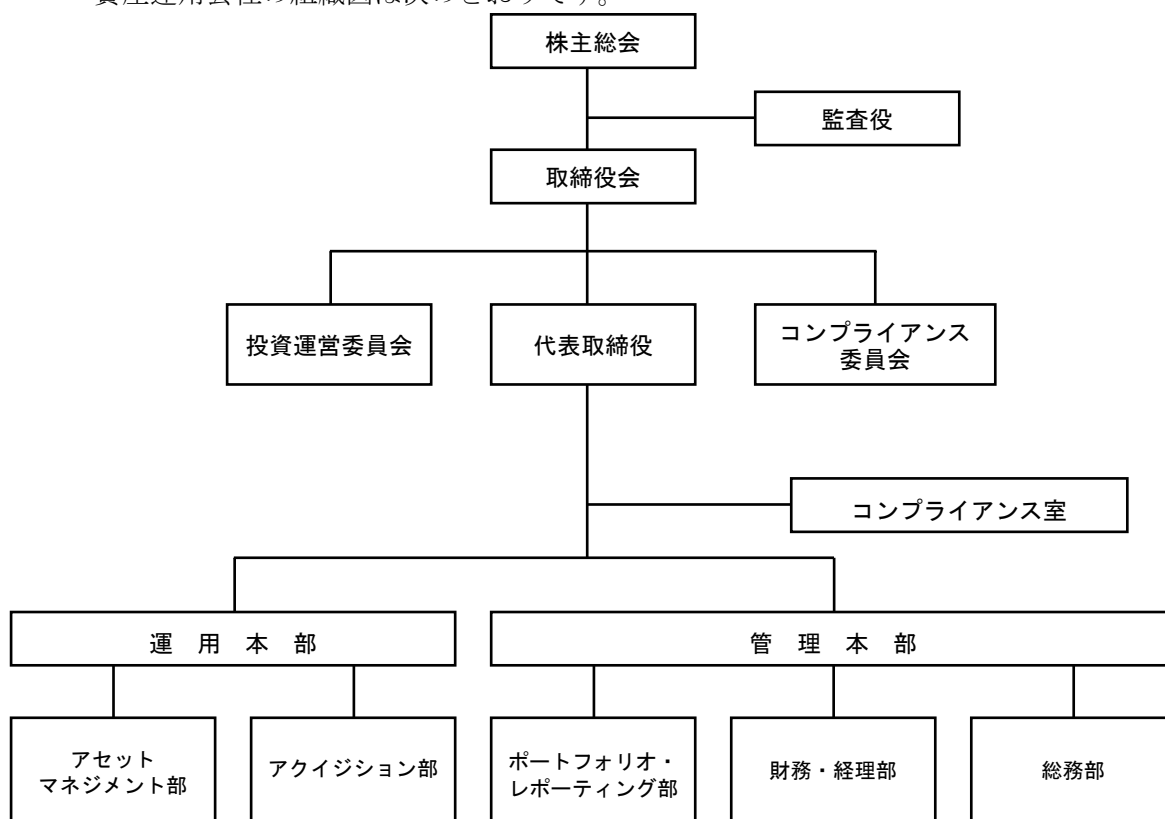 資産運用会社の組織図は次のとおりです。
株主総会
監査役
取締役会
投資運営委員会
代表取締役
コンプライアンス
委員会
コンプライアンス室
運 用 本 部
管 理 本 部
アセット
マネジメント部
アクイジション部
ポートフォリオ・
レポーティング部
財務・経理部
総務部